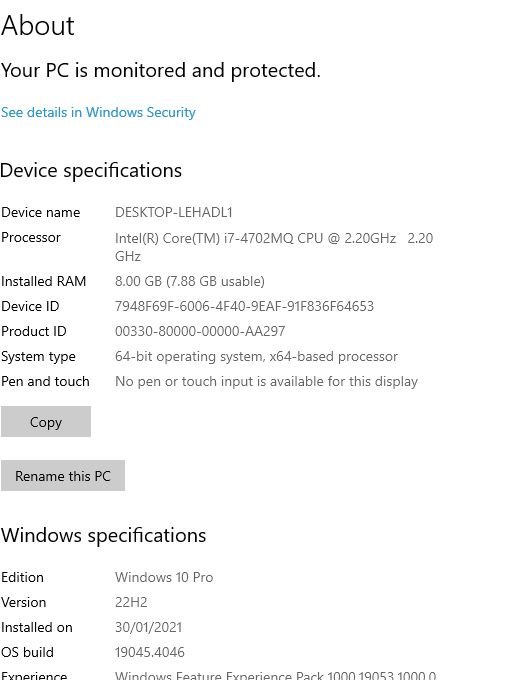 About
Your PC is monitored and protected.
See details in Windows Security
Device specifications
Device name DESKTOP-LEHADL1
Processor Intel(R) Core(TM) i7-4702MQ CPU @ 2.20GHz 2.20
GHz
Installed RAM 8.00 GB (7.88 GB usable)
Device ID 7948F69F-6006-4F40-9EAF-91F836F64653
Product ID 00330-80000-00000-AA297
System type 64-bit operating system, x64-based processor
Pen and touch No pen or touch input is available for this display
Copy
Rename this PC
Windows specifications
Edition Windows 10 Pro
Version 22H2
Installed on 30/01/2021
OS build 19045.4046
Experience Windows Feature Experience Pack 1000.19053.1000.0